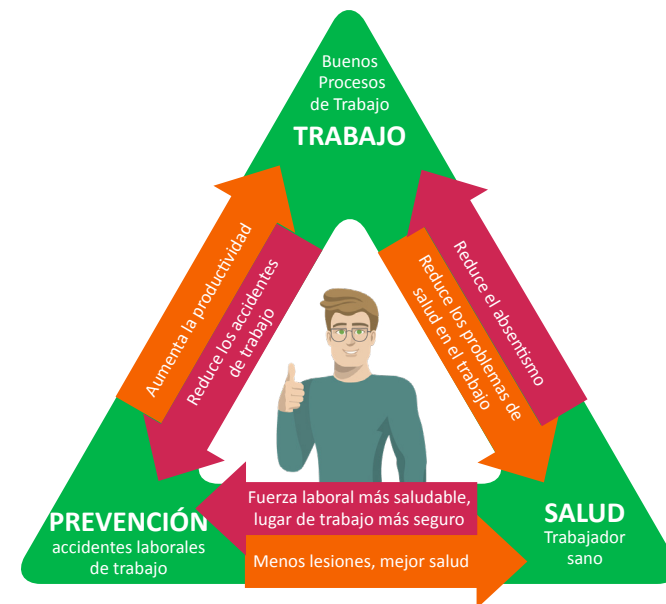 Buenos
Procesos
de Trabajo
TRABAJO
Aumenta la productividad
Reduce los accidentes
de trabajo
Reduce los problemas de
salud en el trabajo
Reduce el absentismo
Fuerza laboral más saludable,
lugar de trabajo más seguro
Menos lesiones, mejor salud
PREVENCIÓN
accidentes laborales
de trabajo
SALUD
Trabajador
sano